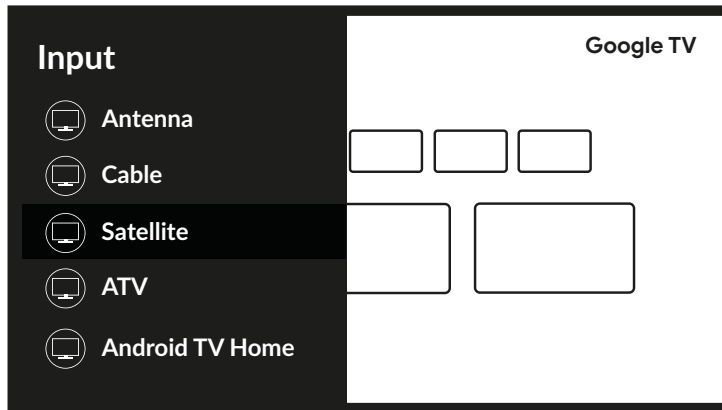 Input
Google TV
Antenna
Cable
Satellite
ATV
Android TV Home